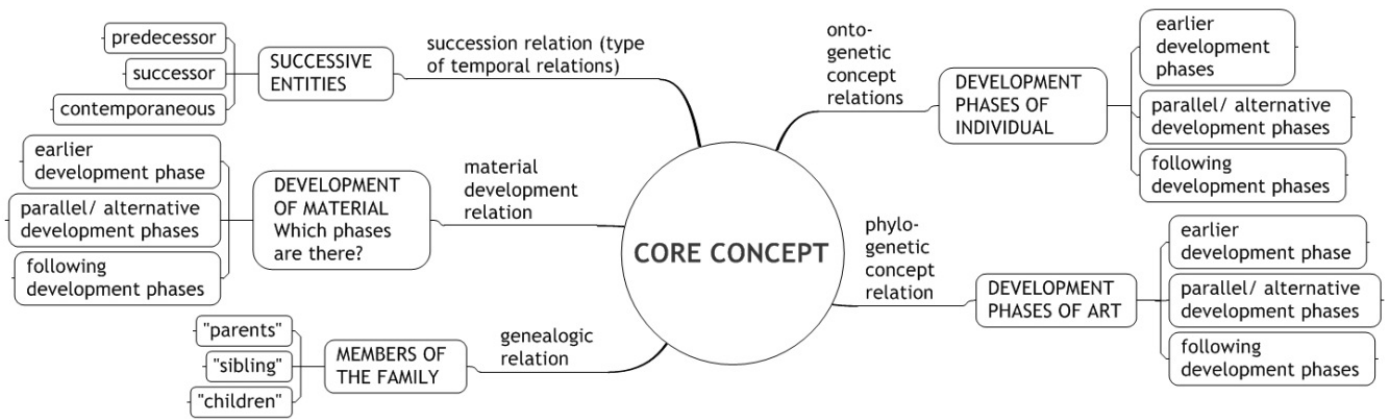 predecessor
successor
contemporaneous
SUCCESSIVE
ENTITIES
succession relation (type
of temporal relations)
earlier
development phase
parallel/ alternative
development phases
following
development phases
DEVELOPMENT
OF MATERIAL
Which phases
are there?
material
development
relation
"parents"
"sibling"
"children"
MEMBERS OF
THE FAMILY
genealogic
relation
CORE CONCEPT
onto-
genetic
concept
relations
DEVELOPMENT
PHASES OF
INDIVIDUAL
earlier
development
phases
parallel/ alternative
development phases
following
development phases
phylo-
genetic
concept
relation
DEVELOPMENT
PHASES OF ART
earlier
development phase
parallel/ alternative
development phases
following
development phases